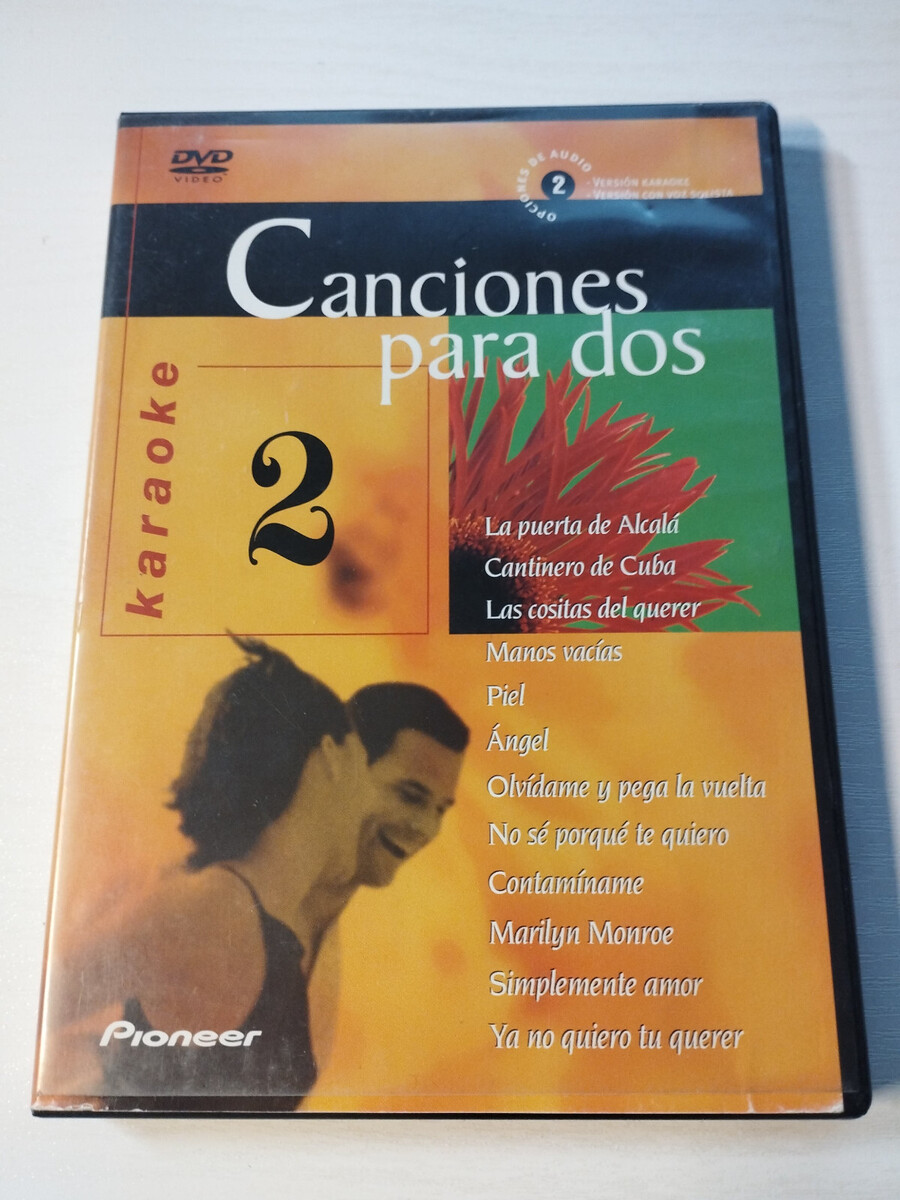 DVD
VIDEO
OPCIONES DE AUDIO
2
- VERSIÓN KARAOKE
- VERSIÓN CON VOZ SOLISTA
Canciones
para dos
karaoke
2
La puerta de Alcalá
Cantinero de Cuba
Las cositas del querer
Manos vacías
Piel
Ángel
Olvídame y pega la vuelta
No sé porqué te quiero
Contamíname
Marilyn Monroe
Simplemente amor
Ya no quiero tu querer
Pioneer